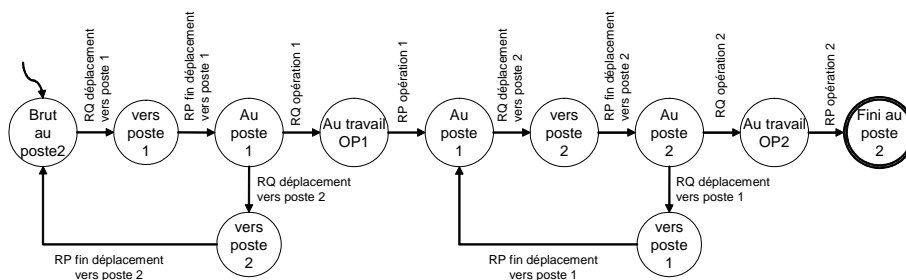 RQ déplacement
vers poste 1
RP fin déplacement
vers poste 1
RQ opération 1
RP opération 1
RQ déplacement
vers poste 2
RP fin déplacement
vers poste 2
RQ opération 2
RP opération 2
Brut
au
poste2
vers
poste
1
Au
poste
1
Au travail
OP1
Au
poste
1
vers
poste
2
Au
poste
2
Au travail
OP2
Fini au
poste
2
RQ déplacement
vers poste 2
RQ déplacement
vers poste 1
vers
poste
2
vers
poste
1
RP fin déplacement
vers poste 2
RP fin déplacement
vers poste 1